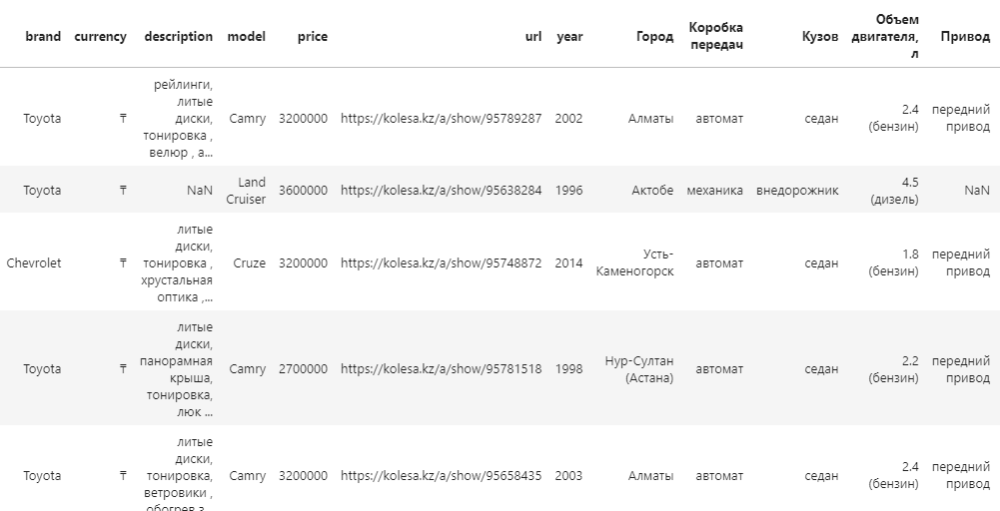 brand currency description model price url year Город Коробка передач Кузов Объем двигателя, л Привод
Toyota ₸ рейлинги, литые диски, тонировка , велюр , а... Camry 3200000 https://kolesa.kz/a/show/95789287 2002 Алматы автомат седан 2.4 (бензин) передний привод
Toyota ₸ NaN Land Cruiser 3600000 https://kolesa.kz/a/show/95638284 1996 Актобе механика внедорожник 4.5 (дизель) NaN
Chevrolet ₸ литые диски, тонировка , хрустальная оптика ,... Cruze 3200000 https://kolesa.kz/a/show/95748872 2014 Усть-Каменогорск автомат седан 1.8 (бензин) передний привод
Toyota ₸ литые диски, панорамная крыша, тонировка, люк ... Camry 2700000 https://kolesa.kz/a/show/95781518 1998 Нур-Султан (Астана) автомат седан 2.2 (бензин) передний привод
Toyota ₸ литые диски, тонировка, ветровики , обогрев з... Camry 3200000 https://kolesa.kz/a/show/95658435 2003 Алматы автомат седан 2.4 (бензин) передний привод